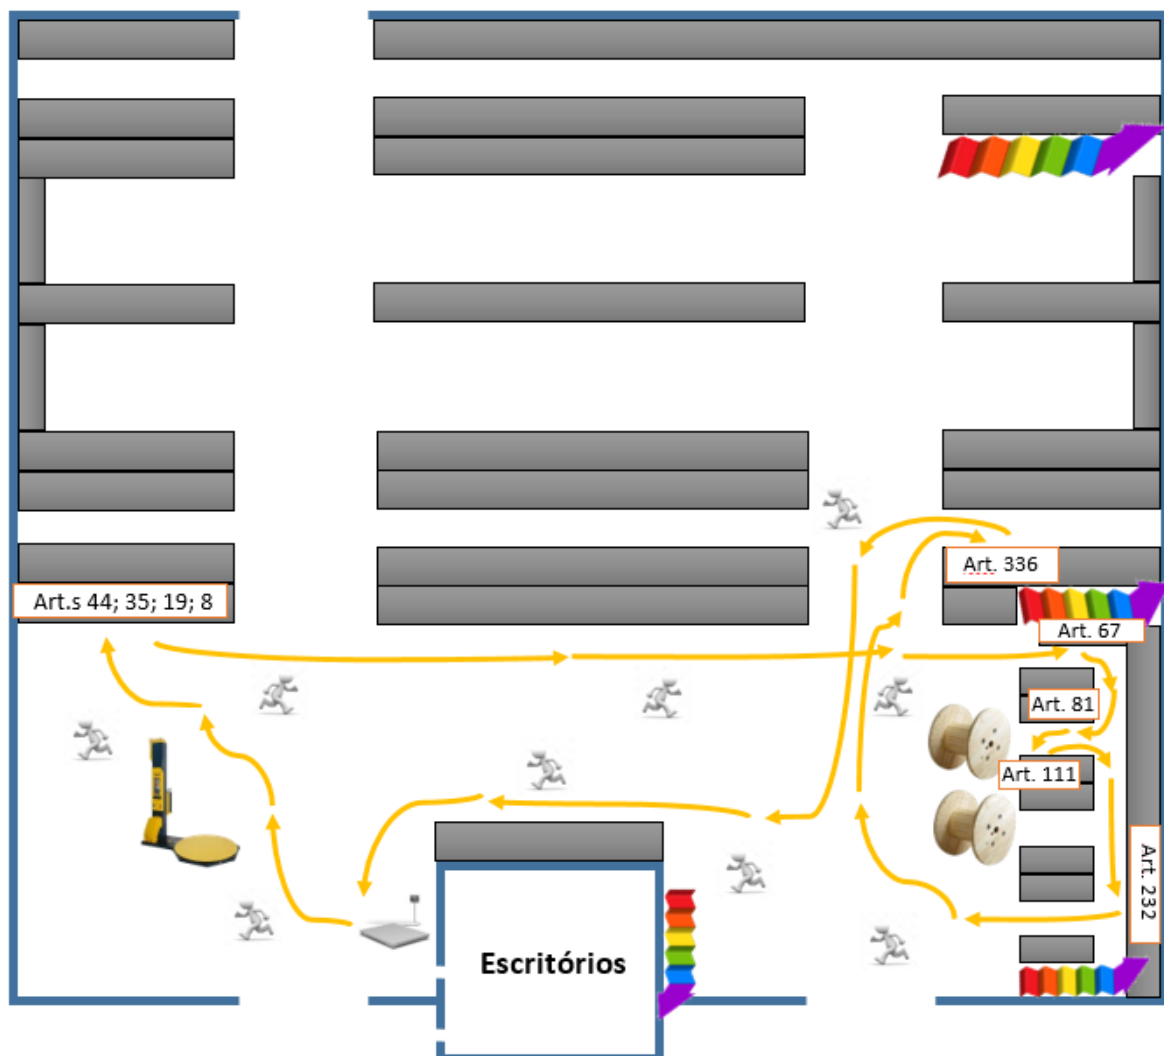 Art. 336
Art.s 44; 35; 19; 8
Art. 67
Art. 81
Art. 111
Art. 232
Escritórios